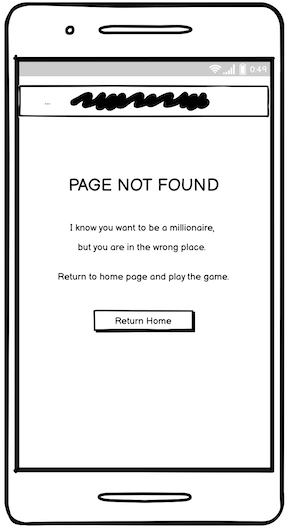 0:49
PAGE NOT FOUND
I know you want to be a millionaire,
but you are in the wrong place.
Return to home page and play the game.
Return Home